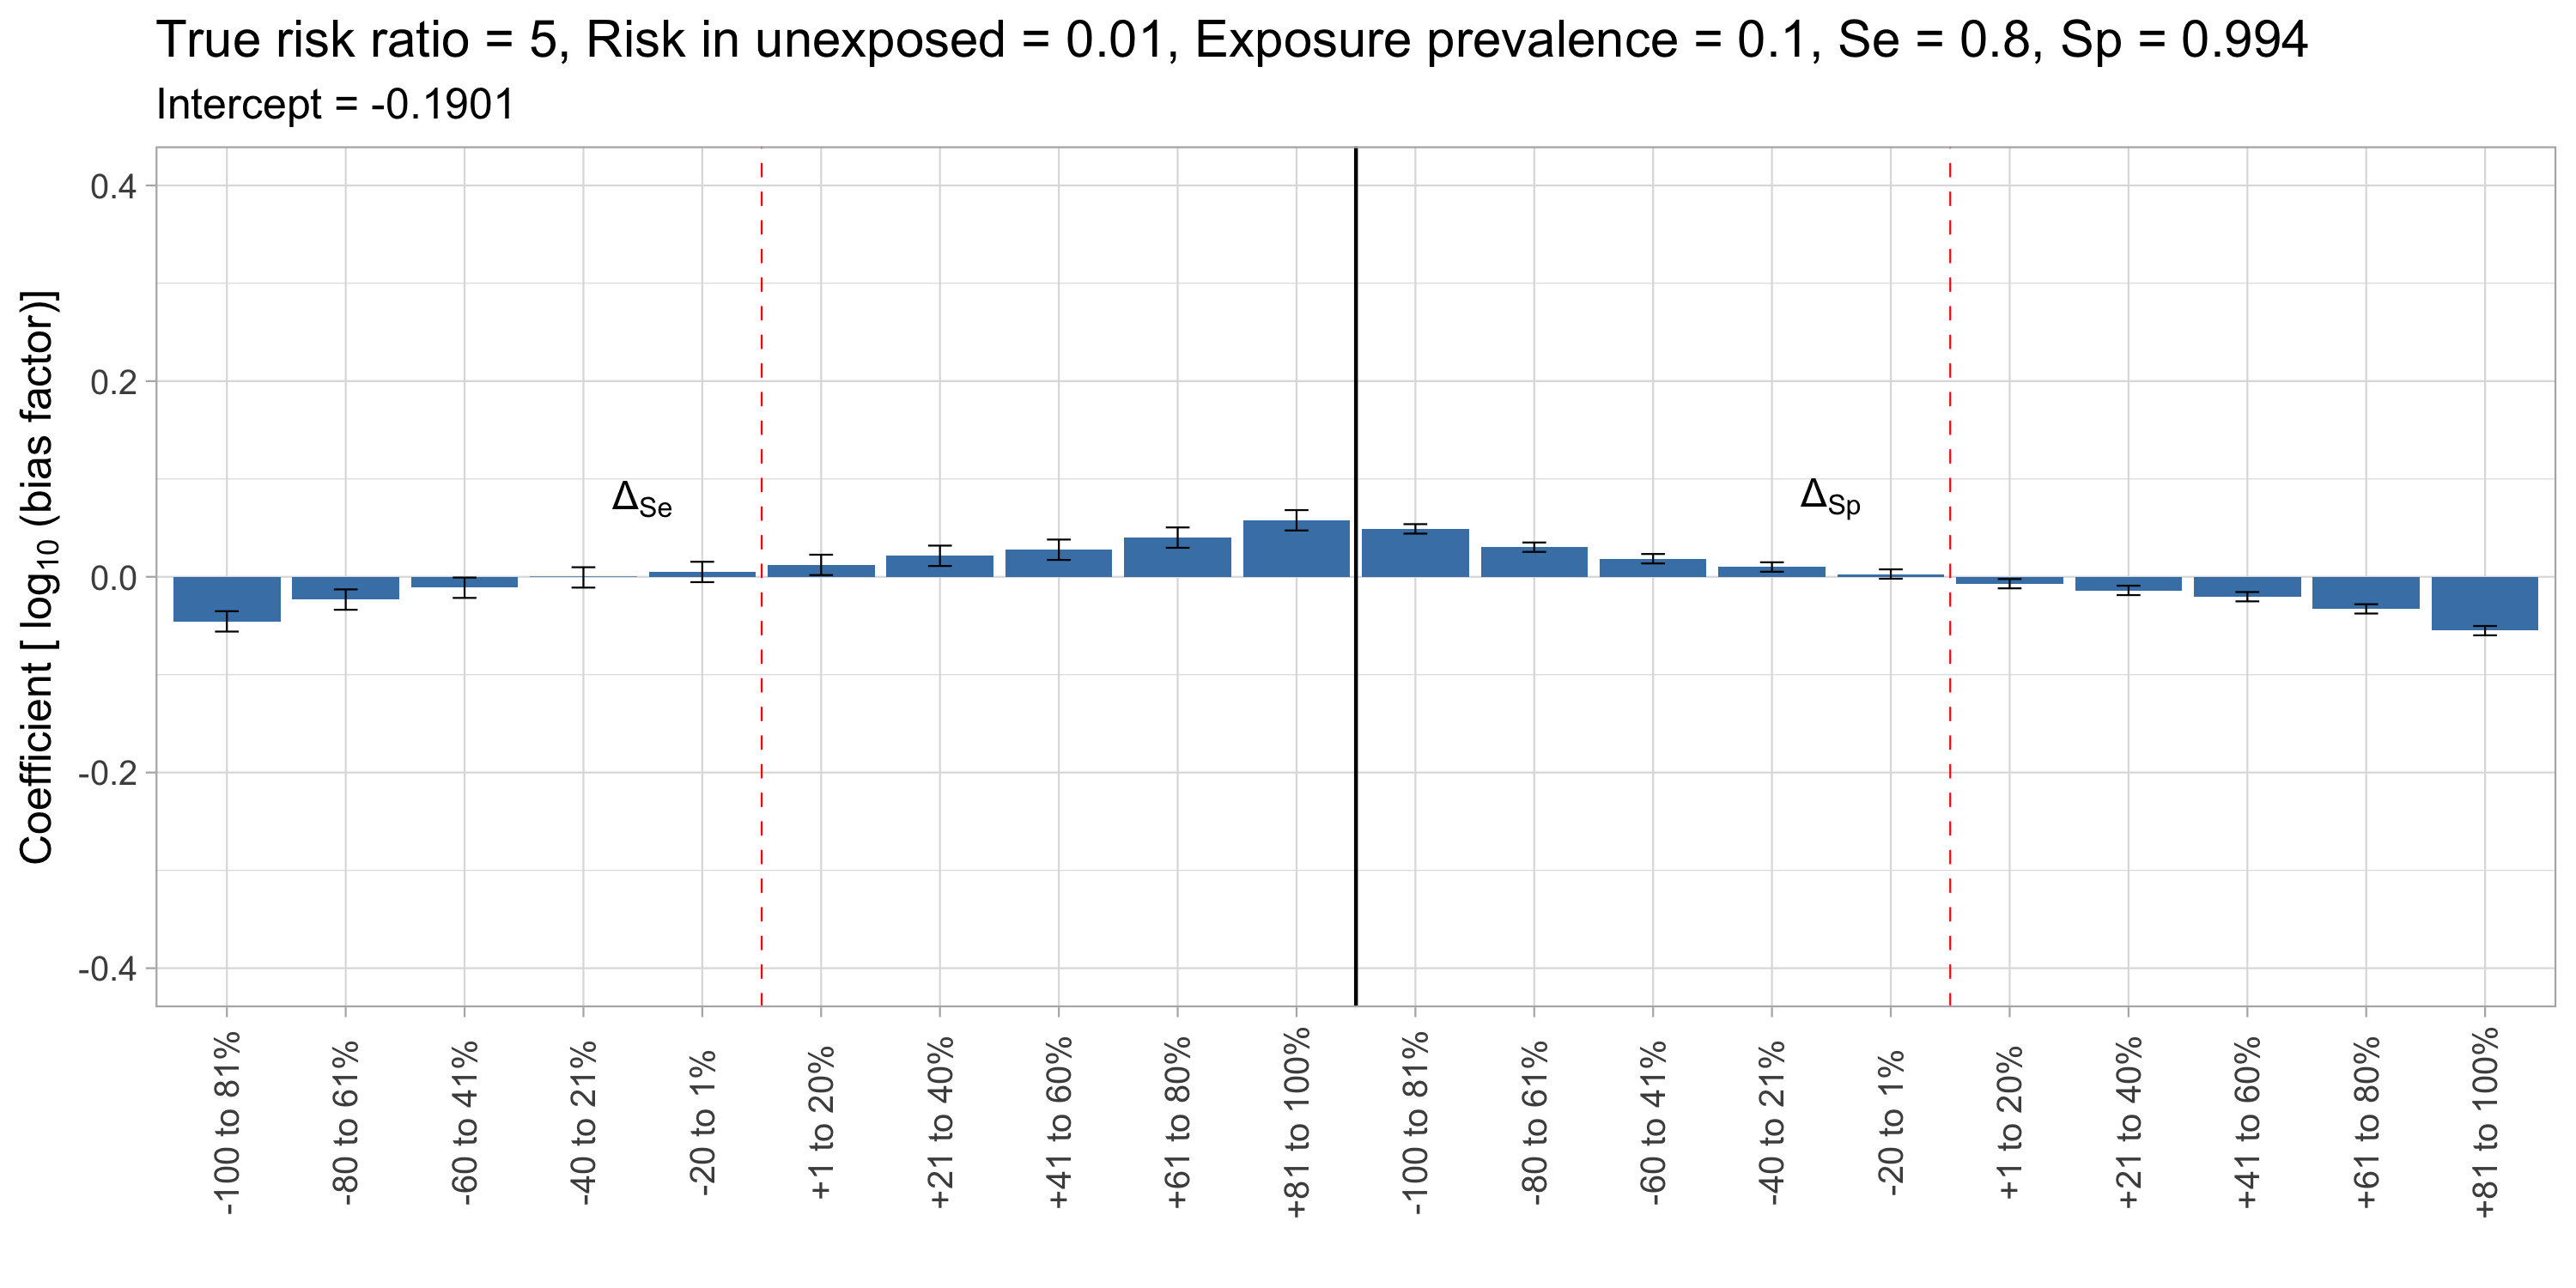 True risk ratio = 5, Risk in unexposed = 0.01, Exposure prevalence = 0.1, Se = 0.8, Sp = 0.994
Intercept = -0.1901
Coefficient [ log10 (bias factor)]
0.4
0.2
0.0
-0.2
-0.4
ΔSe
ΔSp
-100 to 81%
-80 to 61%
-60 to 41%
-40 to 21%
-20 to 1%
+1 to 20%
+21 to 40%
+41 to 60%
+61 to 80%
+81 to 100%
-100 to 81%
-80 to 61%
-60 to 41%
-40 to 21%
-20 to 1%
+1 to 20%
+21 to 40%
+41 to 60%
+61 to 80%
+81 to 100%